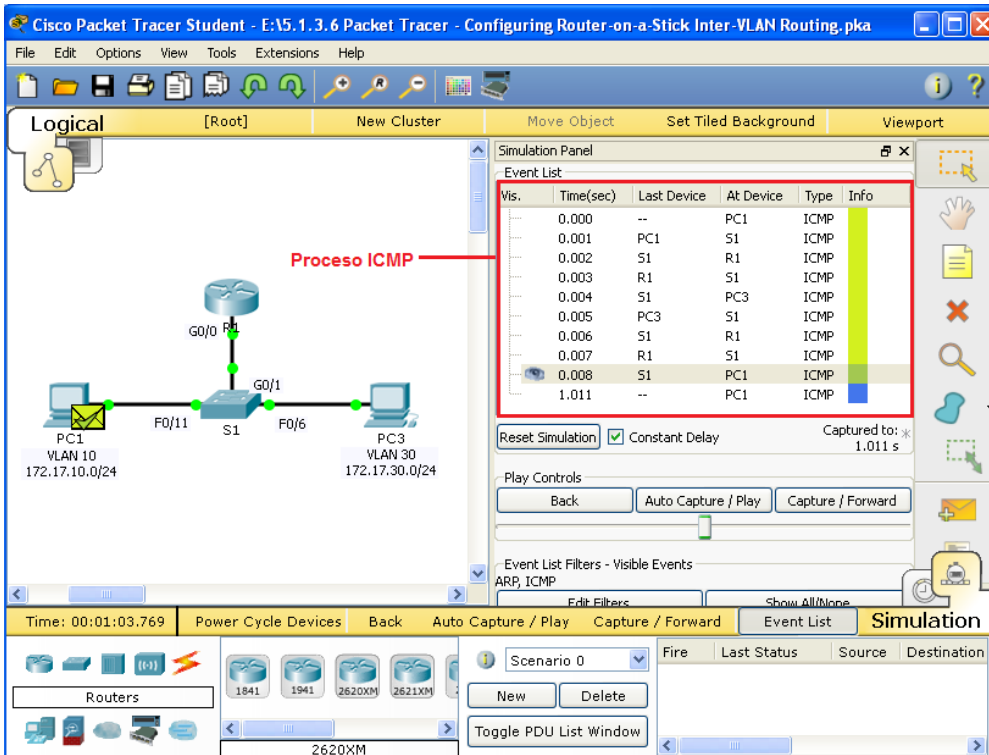 Cisco Packet Tracer Student - E:\5.1.3.6 Packet Tracer - Configuring Router-on-a-Stick Inter-VLAN Routing.pka
File Edit Options View Tools Extensions Help
Logical [Root] New Cluster Move Object Set Tiled Background Viewport
Simulation Panel
Event List
Vis. Time(sec) Last Device At Device Type Info
0.000 -- PC1 ICMP
0.001 PC1 S1 ICMP
0.002 S1 R1 ICMP
0.003 R1 S1 ICMP
0.004 S1 PC3 ICMP
0.005 PC3 S1 ICMP
0.006 S1 R1 ICMP
0.007 R1 S1 ICMP
0.008 S1 PC1 ICMP
1.011 -- PC1 ICMP
Proceso ICMP
G0/0 R1
G0/1
F0/11 S1 F0/6
PC1
VLAN 10
172.17.10.0/24
PC3
VLAN 30
172.17.30.0/24
Reset Simulation Constant Delay Captured to: *
1.011 s
Play Controls
Back Auto Capture / Play Capture / Forward
Event List Filters - Visible Events
ARP, ICMP
Edit Filters Show All/None
Time: 00:01:03.769 Power Cycle Devices Back Auto Capture / Play Capture / Forward Event List Simulation
Routers
1841 1941 2620XM 2621XM
2620XM
Scenario 0
New Delete
Toggle PDU List Window
Fire Last Status Source Destination